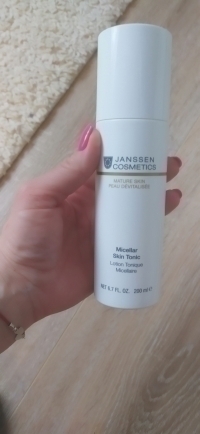 JANSSEN
COSMETICS
MATURE SKIN
PEAU DÉVITALISÉE
Micellar
Skin Tonic
Lotion Tonique
Micellaire
NET 6.7 FL. OZ. 200 ml ℮